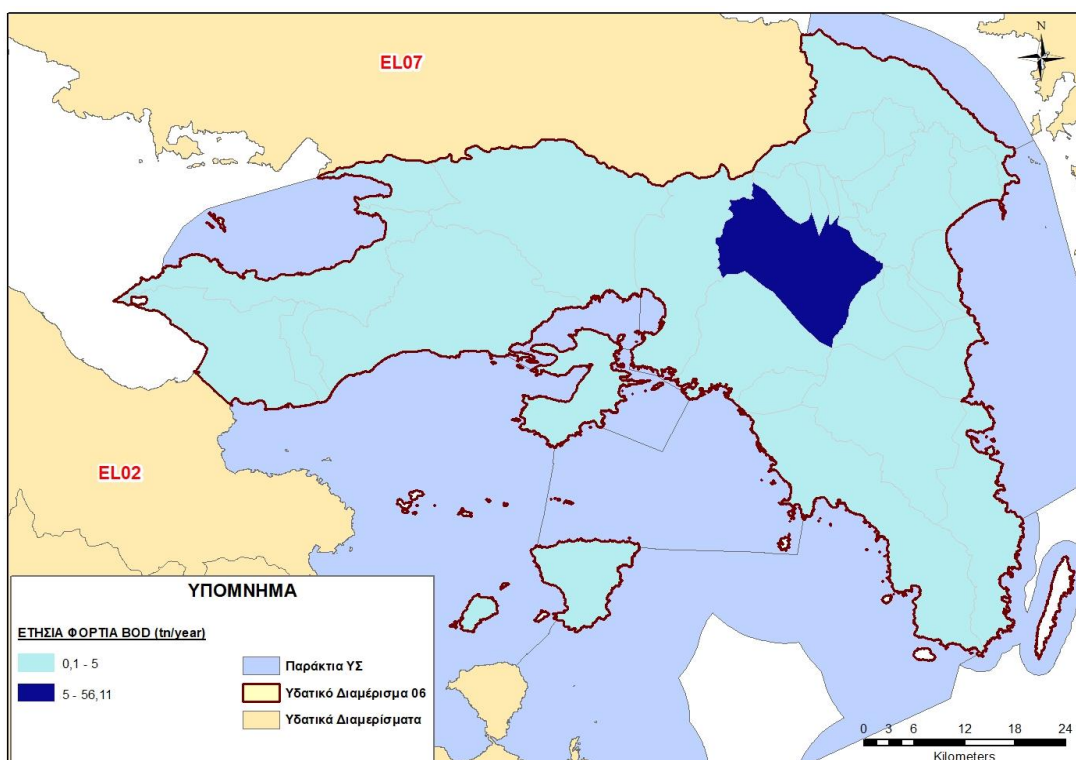 EL07
N
EL02
ΥΠΟΜΝΗΜΑ
ΕΤΗΣΙΑ ΦΟΡΤΙΑ BOD (tn/year)
0,1 - 5
5 - 56,11
Παράκτια ΥΣ
Υδατικό Διαμέρισμα 06
Υδατικά Διαμερίσματα
0 3 6 12 18 24
Kilometers